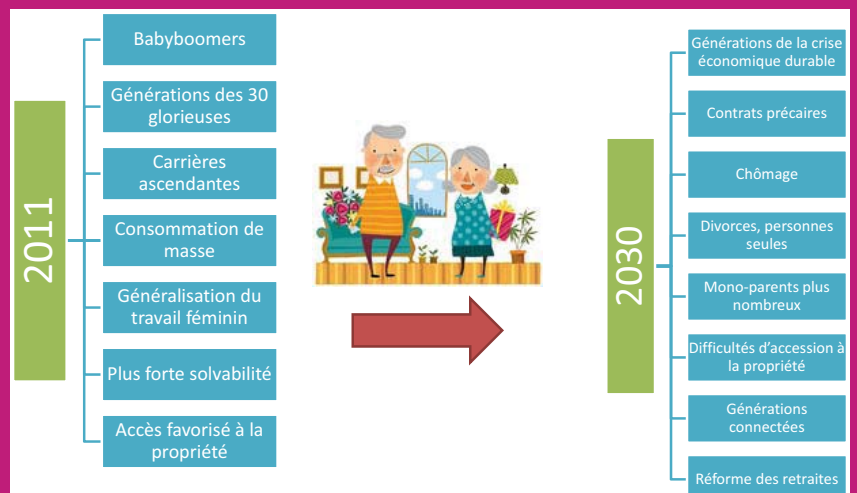 2011
Babyboomers
Générations des 30
glorieuses
Carrières
ascendantes
Consommation de
masse
Généralisation du
travail féminin
Plus forte solvabilité
Accès favorisé à la
propriété
2030
Générations de la crise
économique durable
Contrats précaires
Chômage
Divorces, personnes
seules
Mono-parents plus
nombreux
Difficultés d’accession à
la propriété
Générations
connectées
Réforme des retraites